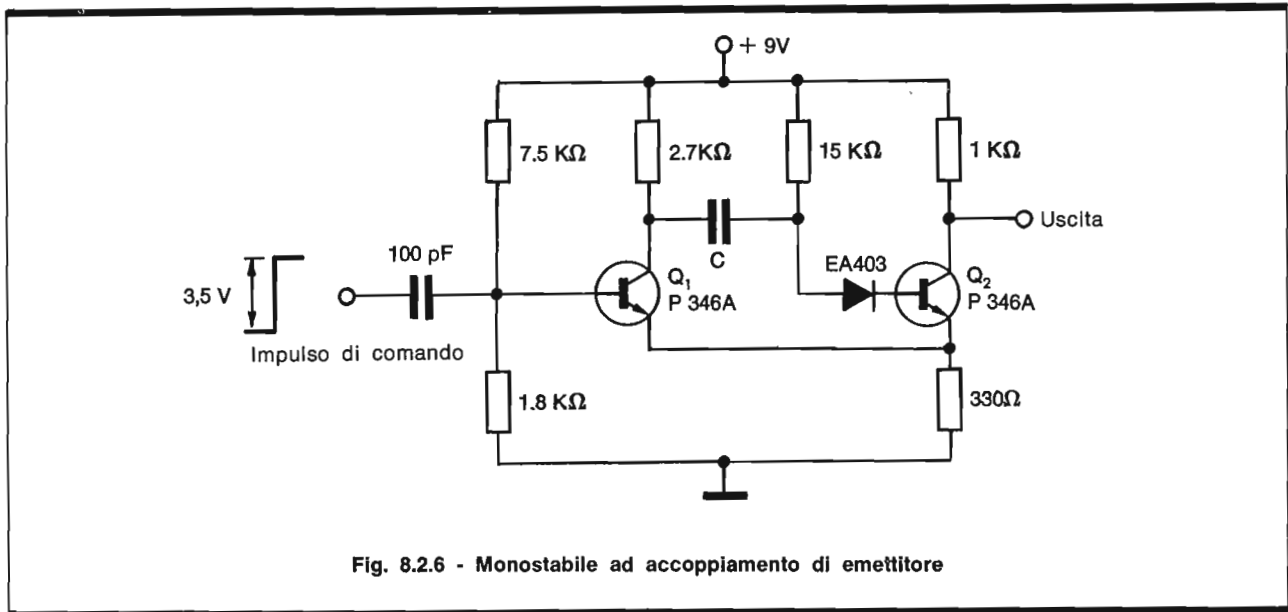 + 9V
7.5 KΩ
2.7KΩ
15 KΩ
1 KΩ
Uscita
100 pF
C
EA403
Q1
P 346A
Q2
P 346A
3,5 V
Impulso di comando
1.8 KΩ
330Ω
Fig. 8.2.6 - Monostabile ad accoppiamento di emettitore